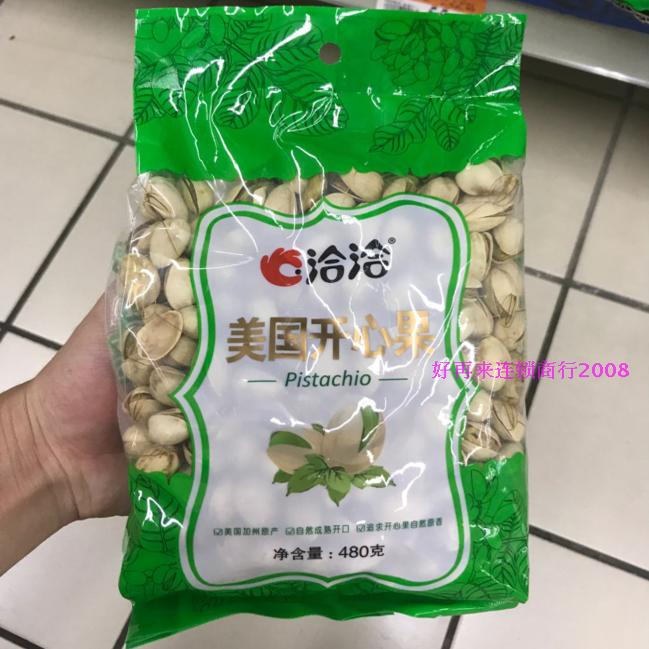 洽洽®
美国开心果
Pistachio
好再来连锁商行2008
☑美国加州原产 ☑自然成熟开口 ☑追求开心果自然原香
净含量：480克